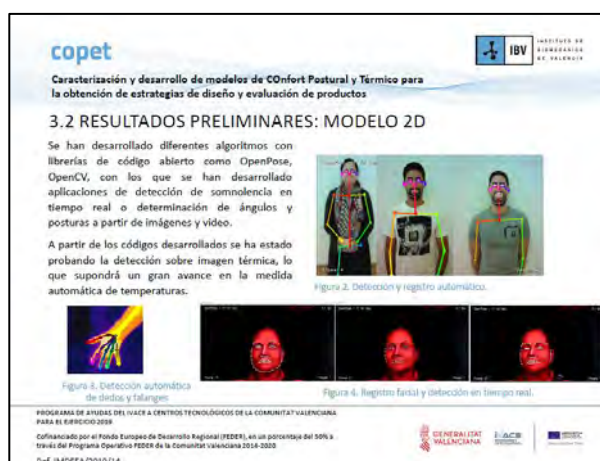 copet
IBV
INSTITUTO DE
BIOMECÁNICA
DE VALENCIA
Caracterización y desarrollo de modelos de COnfort Postural y Térmico para
la obtención de estrategias de diseño y evaluación de productos
3.2 RESULTADOS PRELIMINARES: MODELO 2D
Se han desarrollado diferentes algoritmos con
librerías de código abierto como OpenPose,
OpenCV, con los que se han desarrollado
aplicaciones de detección de somnolencia en
tiempo real o determinación de ángulos y
posturas a partir de imágenes y video.
A partir de los códigos desarrollados se ha estado
probando la detección sobre imagen térmica, lo
que supondrá un gran avance en la medida
automática de temperaturas.
Figura 2. Detección y registro automático.
Figura 3. Detección automática
de dedos y falanges
Figura 4. Registro facial y detección en tiempo real.
PROGRAMA DE AYUDAS DEL IVACE A CENTROS TECNOLÓGICOS DE LA COMUNITAT VALENCIANA
PARA EL EJERCICIO 2019
Cofinanciado por el Fondo Europeo de Desarrollo Regional (FEDER), en un porcentaje del 50% a
través del Programa Operativo FEDER de la Comunitat Valenciana 2014-2020
GENERALITAT
VALENCIANA
IVACE